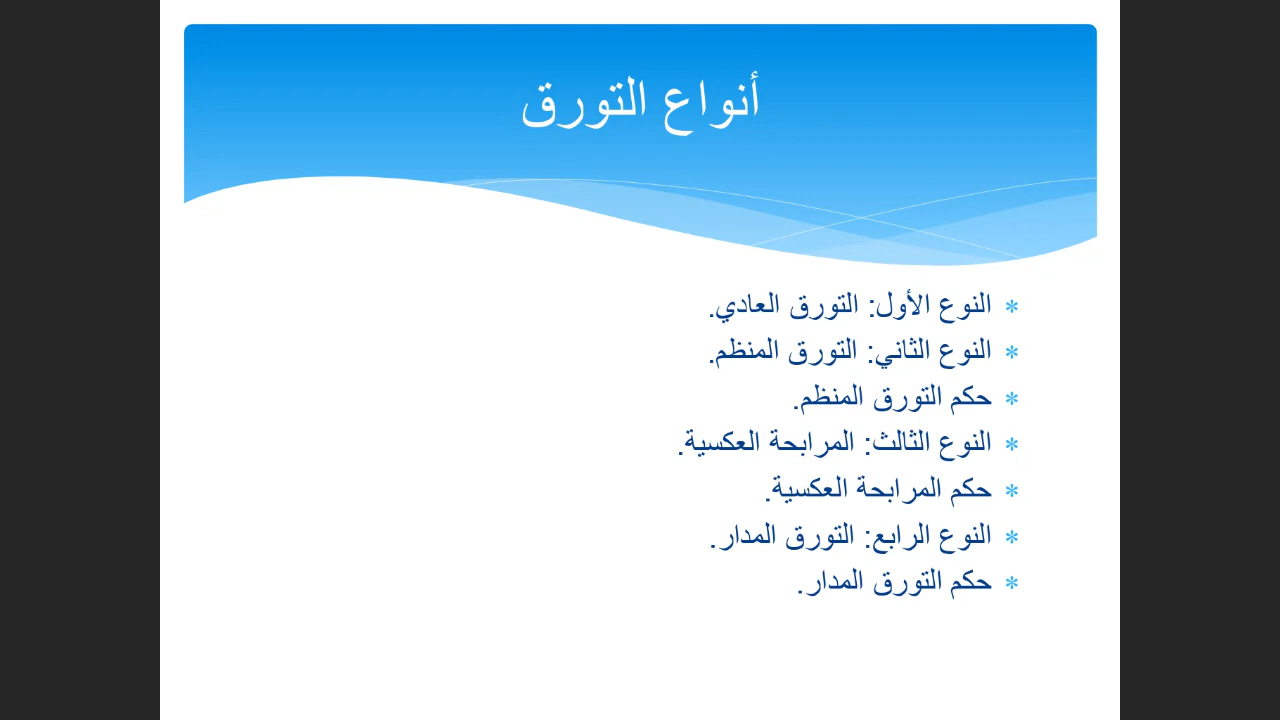 أنواع التورق
* النوع الأول: التورق العادي.
* النوع الثاني: التورق المنظم.
* حكم التورق المنظم.
* النوع الثالث: المرابحة العكسية.
* حكم المرابحة العكسية.
* النوع الرابع: التورق المدار.
* حكم التورق المدار.